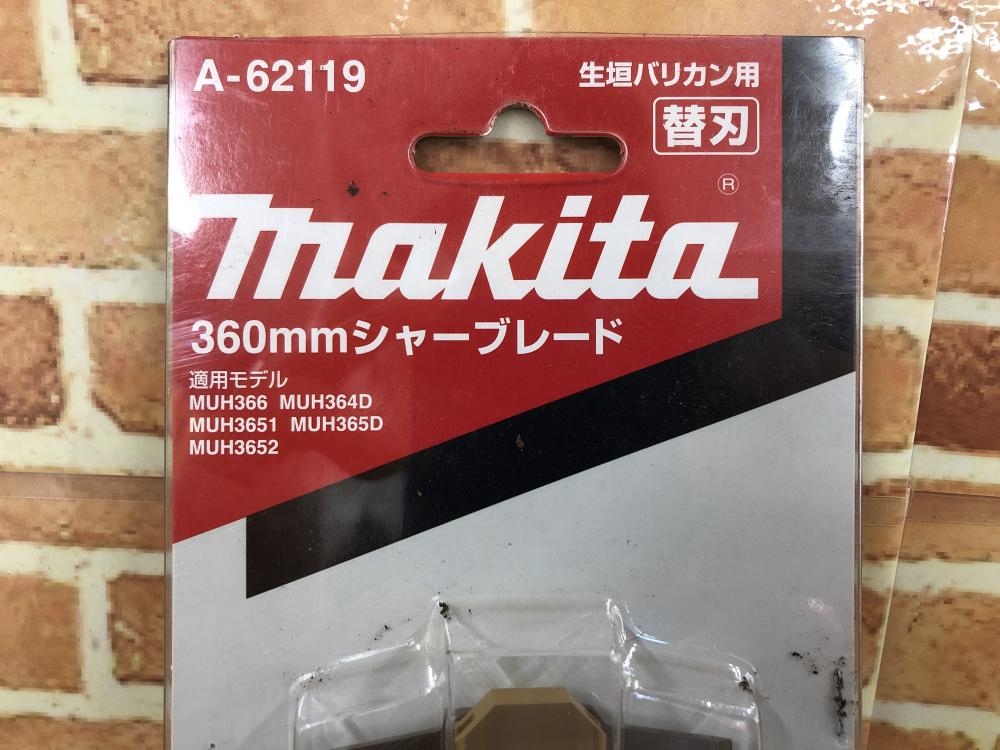 A-62119
生垣バリカン用
替刃
makita®
360mmシャーブレード
適用モデル
MUH366 MUH364D
MUH3651 MUH365D
MUH3652